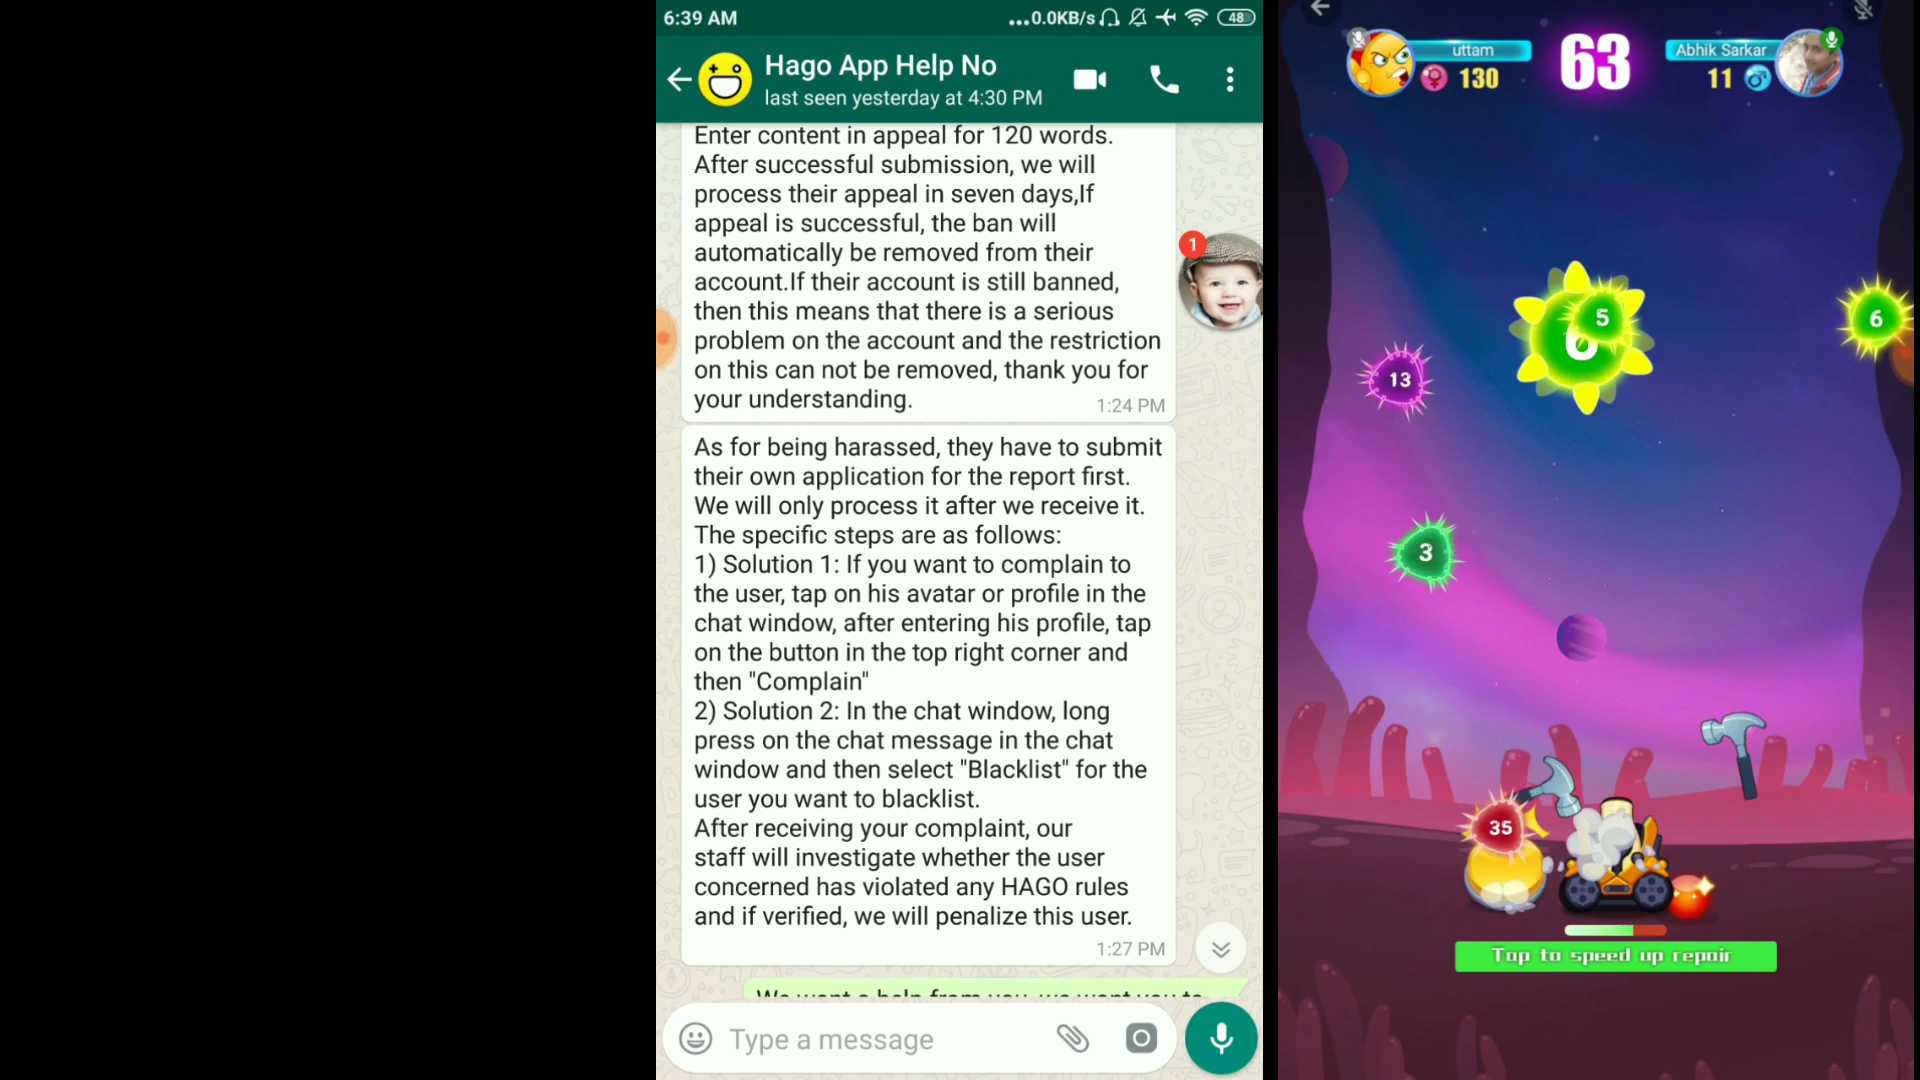 6:39 AM
...0.0KB/s
48
Hago App Help No
last seen yesterday at 4:30 PM
Enter content in appeal for 120 words.
After successful submission, we will
process their appeal in seven days,If
appeal is successful, the ban will
automatically be removed from their
account.If their account is still banned,
then this means that there is a serious
problem on the account and the restriction
on this can not be removed, thank you for
your understanding.
1:24 PM
1
As for being harassed, they have to submit
their own application for the report first.
We will only process it after we receive it.
The specific steps are as follows:
1) Solution 1: If you want to complain to
the user, tap on his avatar or profile in the
chat window, after entering his profile, tap
on the button in the top right corner and
then "Complain"
2) Solution 2: In the chat window, long
press on the chat message in the chat
window and then select "Blacklist" for the
user you want to blacklist.
After receiving your complaint, our
staff will investigate whether the user
concerned has violated any HAGO rules
and if verified, we will penalize this user.
1:27 PM
We want a help from you, we want you to
Type a message
uttam
130
63
Abhik Sarkar
11
5
6
6
13
3
35
Tap to speed up repair